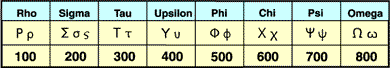 Rho Sigma Tau Upsilon Phi Chi Psi Omega
Ρ ρ Σ σ ς Τ τ Υ υ Φ φ Χ χ Ψ ψ Ω ω
100 200 300 400 500 600 700 800